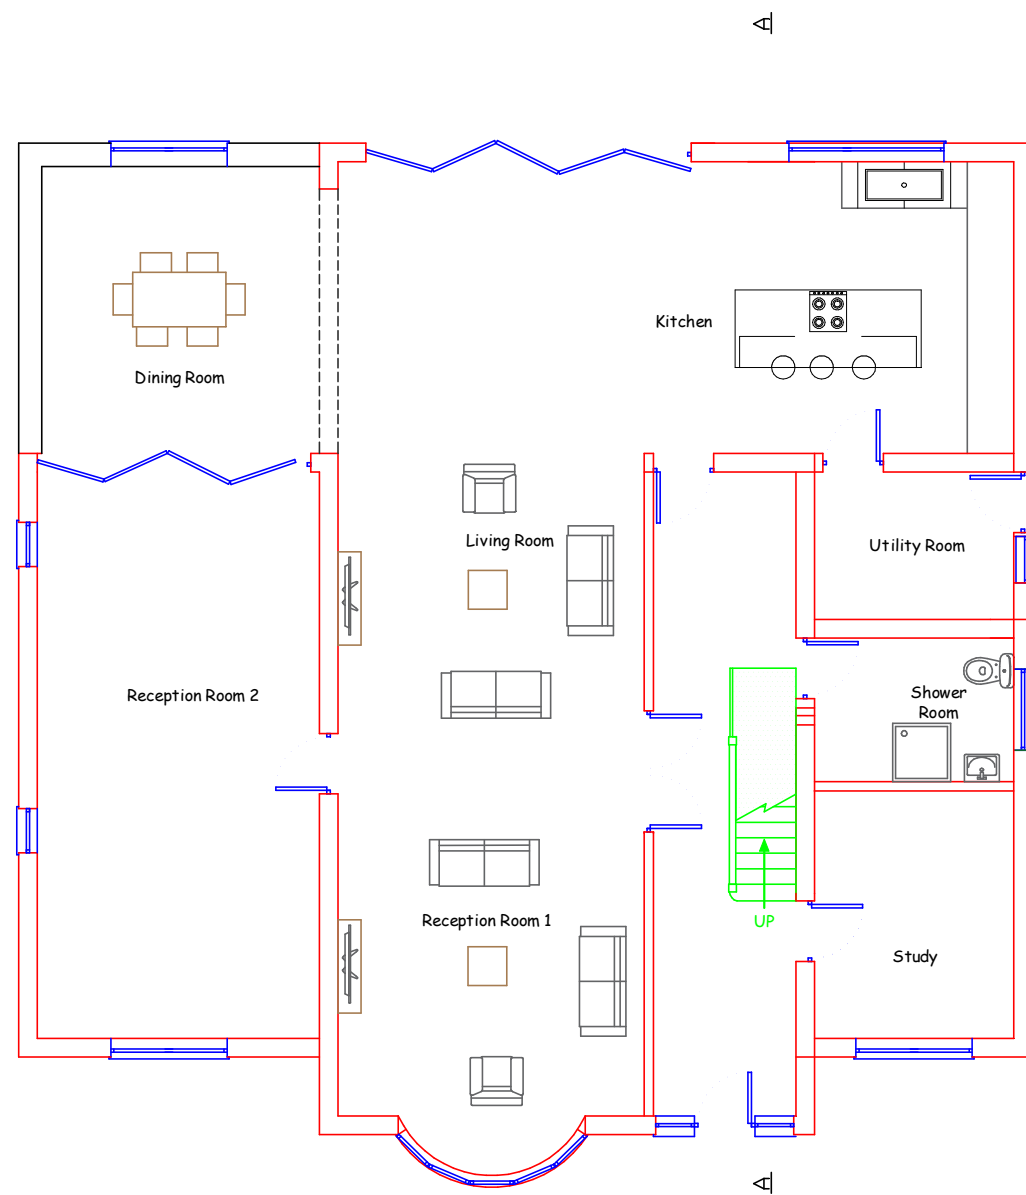 A
Kitchen
Dining Room
Living Room
Utility Room
Reception Room 2
Shower
Room
Reception Room 1
UP
Study
A